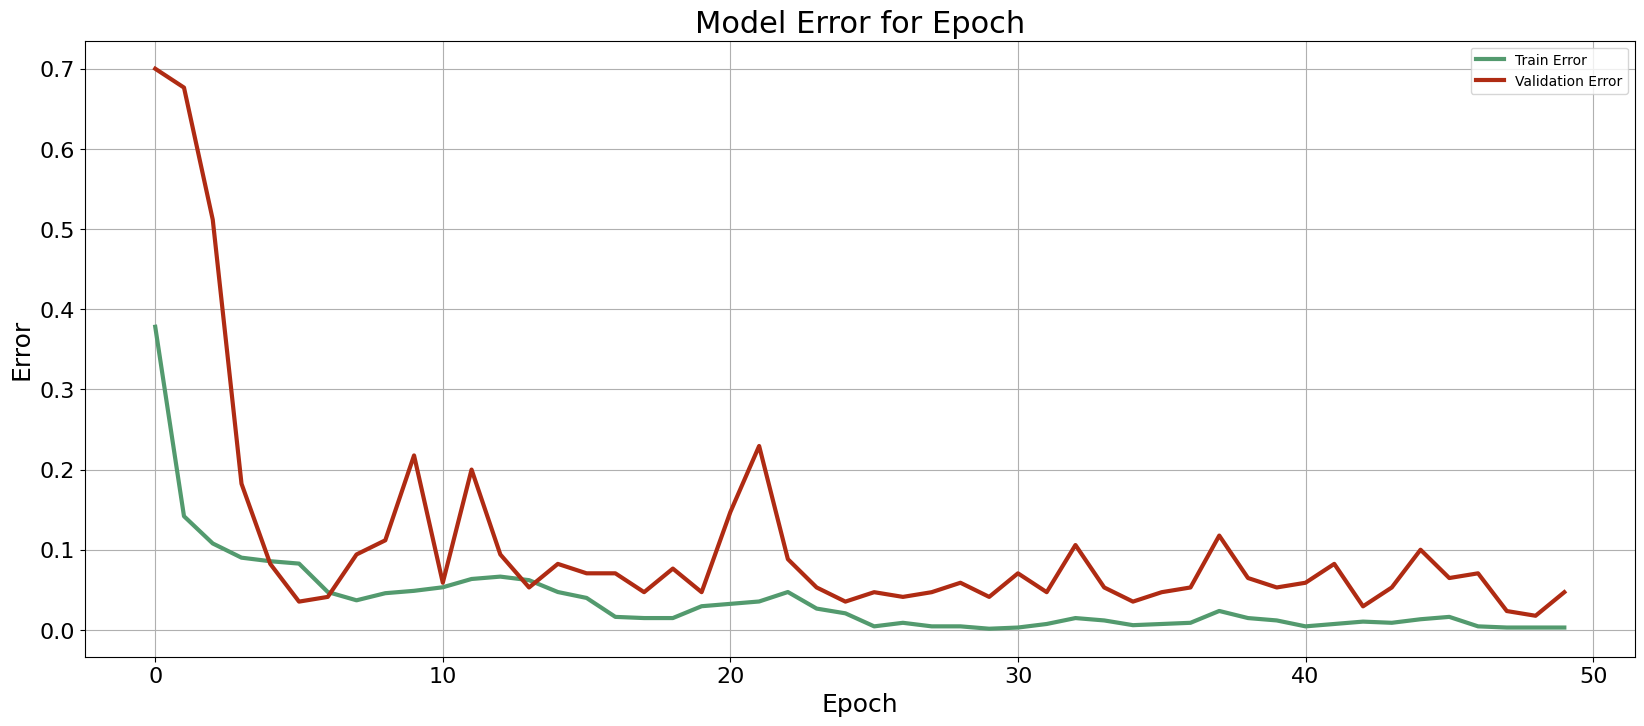 Model Error for Epoch
Train Error
Validation Error
0.7
0.6
0.5
0.4
0.3
0.2
0.1
0.0
Error
0 10 20 30 40 50
Epoch